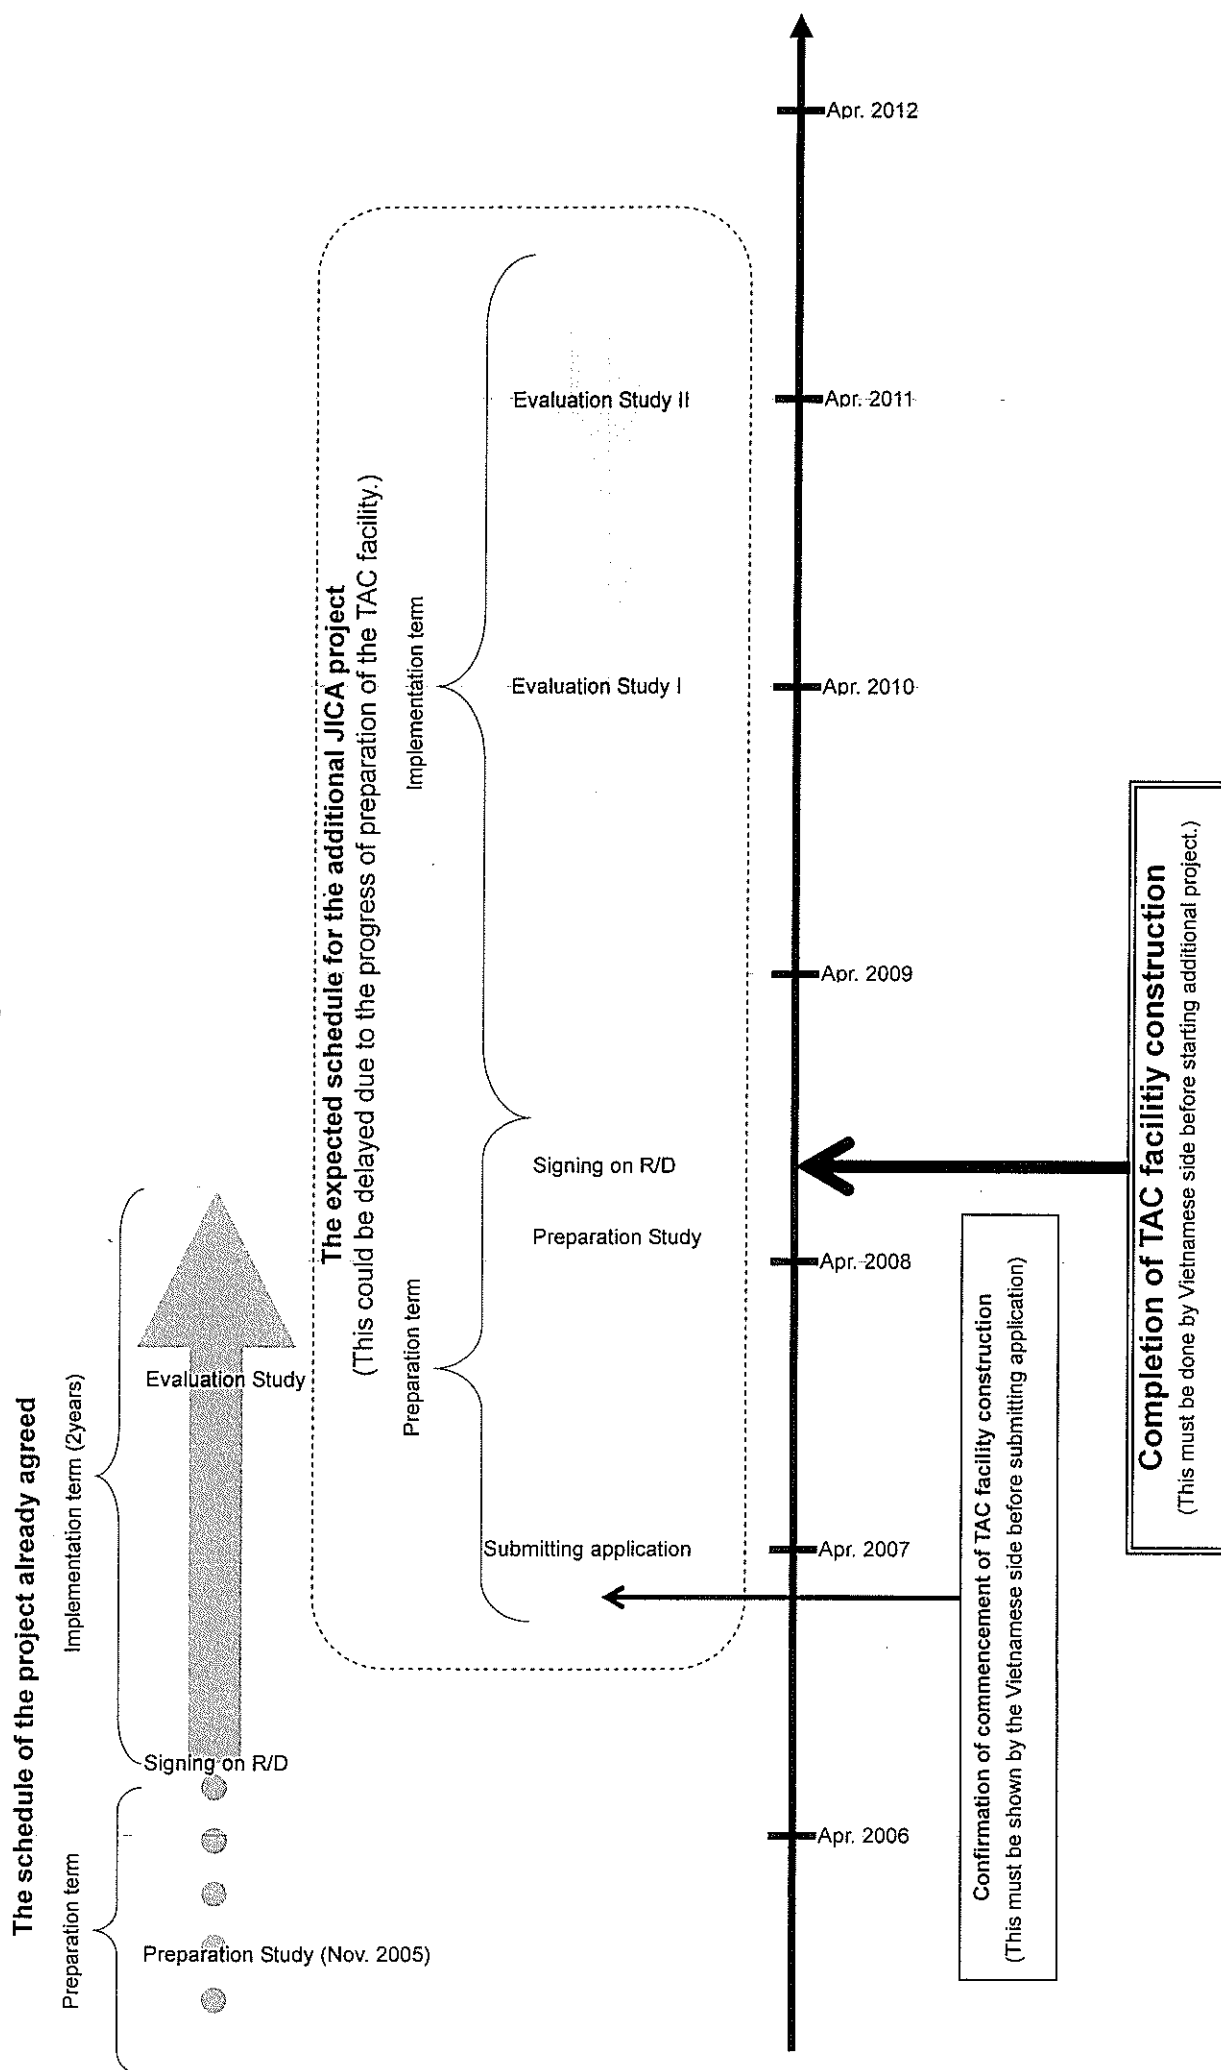 The schedule of the project already agreed
Preparation term
Implementation term (2years)
Preparation Study (Nov. 2005)
Signing on R/D
Evaluation Study
The expected schedule for the additional JICA project
(This could be delayed due to the progress of preparation of the TAC facility.)
Preparation term
Implementation term
Submitting application
Preparation Study
Signing on R/D
Evaluation Study I
Evaluation Study II
Apr. 2006
Apr. 2007
Apr. 2008
Apr. 2009
Apr. 2010
Apr. 2011
Apr. 2012
Confirmation of commencement of TAC facility construction
(This must be shown by the Vietnamese side before submitting application)
Completion of TAC facilitiy construction
(This must be done by Vietnamese side before starting additional project.)